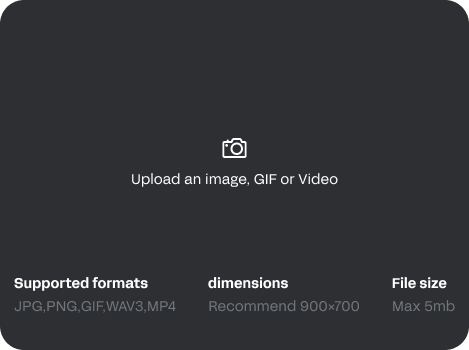 Upload an image, GIF or Video
Supported formats
JPG,PNG,GIF,WAV3,MP4
dimensions
Recommend 900×700
File size
Max 5mb